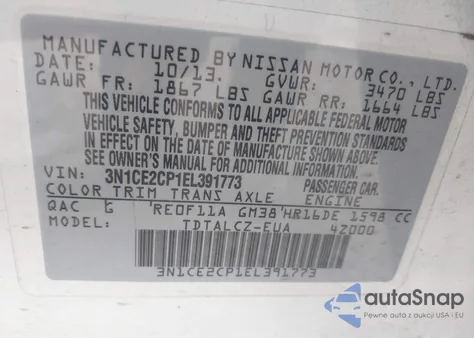 MANUFACTURED BY NISSAN MOTOR CO., LTD.
DATE: 10/13. GVWR: 3470 LBS
GAWR FR: 1867 LBS GAWR RR: 1664 LBS
THIS VEHICLE CONFORMS TO ALL APPLICABLE FEDERAL MOTOR
VEHICLE SAFETY, BUMPER AND THEFT PREVENTION STANDARDS
IN EFFECT ON THE DATE OF MANUFACTURE SHOWN ABOVE.
SEE OWNER'S MANUAL FOR ADDITIONAL INFORMATION.
VIN: 3N1CE2CP1EL391773 PASSENGER CAR.
COLOR TRIM TRANS AXLE ENGINE
QAC G 'RE0F11A GM38'HR16DE 1598 CC
MODEL: TDTALCZ-EUA 4Z000
3N1CE2CP1EL391773
autoSnap
Pewne auta z aukcji USA i EU